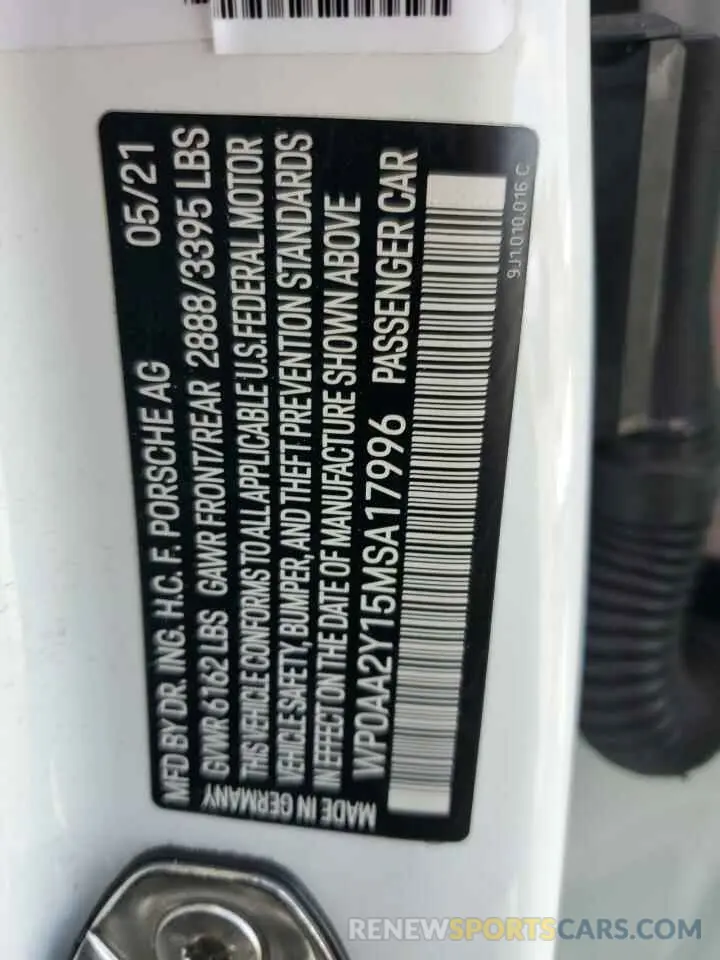 MFD BY DR. ING. H.C. F. PORSCHE AG 05/21
GVWR 6162 LBS GAWR FRONT/REAR 2888/3395 LBS
THIS VEHICLE CONFORMS TO ALL APPLICABLE U.S. FEDERAL MOTOR
VEHICLE SAFETY, BUMPER, AND THEFT PREVENTION STANDARDS
IN EFFECT ON THE DATE OF MANUFACTURE SHOWN ABOVE
WP0AA2Y15MSA17996 PASSENGER CAR
MADE IN GERMANY
9J1.010.016 C
RENEWSPORTSCARS.COM